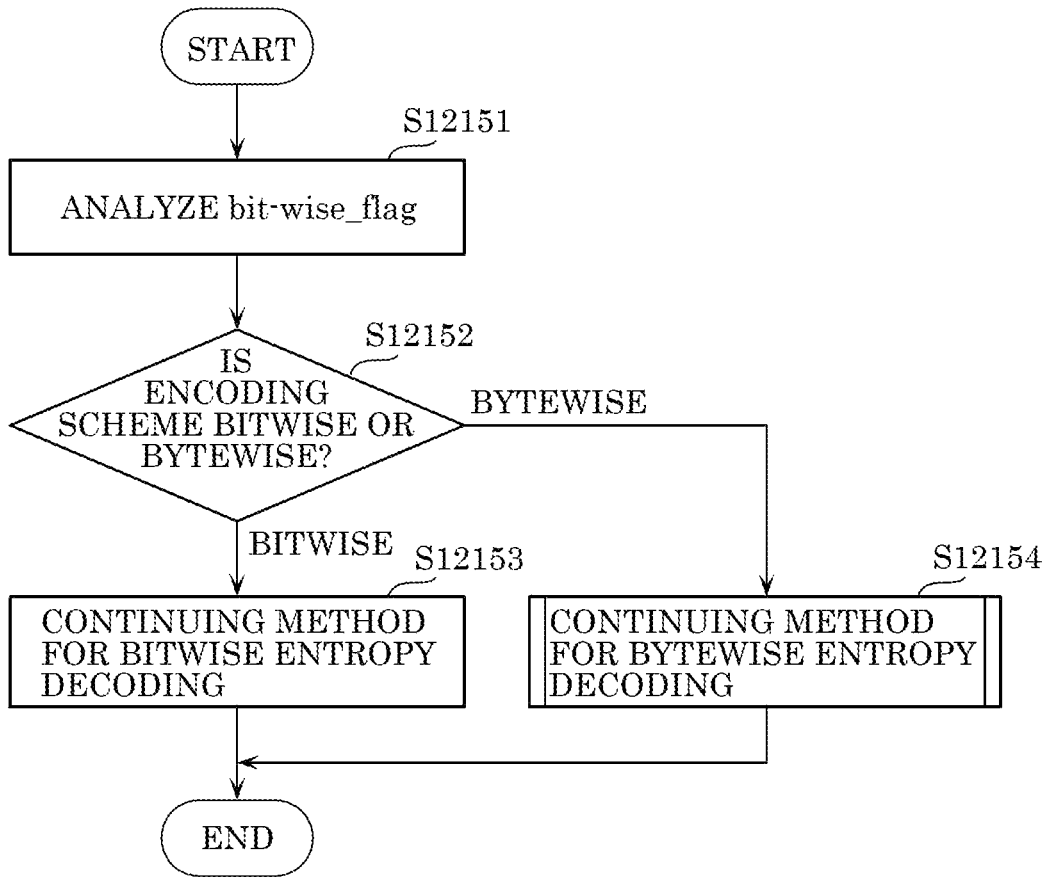 START
S12151
ANALYZE bit-wise_flag
S12152
IS
ENCODING
SCHEME BITWISE OR
BYTEWISE?
BYTEWISE
BITWISE
S12153
CONTINUING METHOD
FOR BITWISE ENTROPY
DECODING
S12154
CONTINUING METHOD
FOR BYTEWISE ENTROPY
DECODING
END